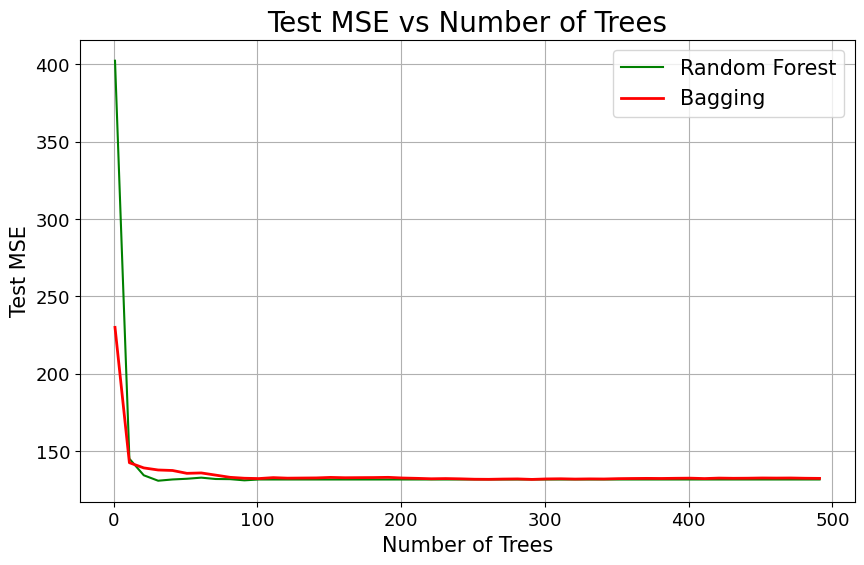 Test MSE vs Number of Trees
Random Forest
Bagging
Test MSE
400
350
300
250
200
150
0 100 200 300 400 500
Number of Trees